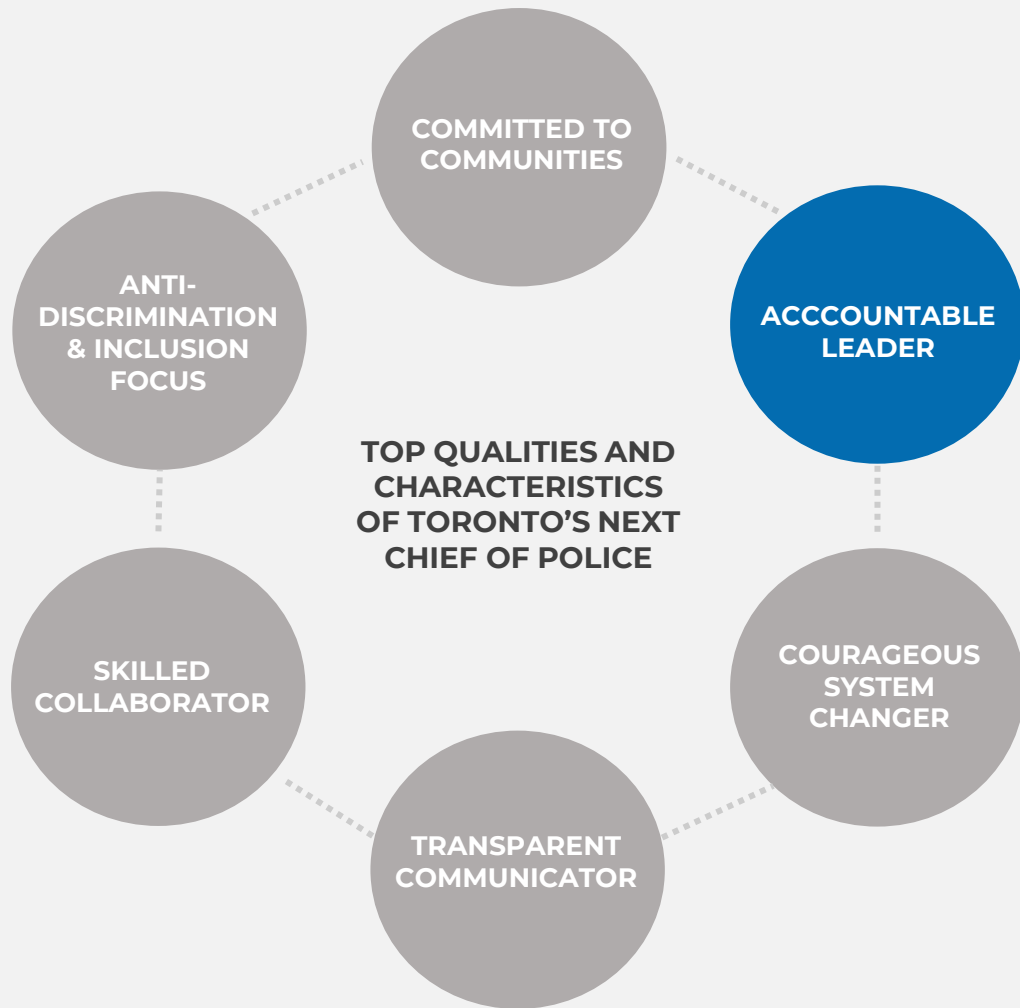 COMMITTED TO
COMMUNITIES
ACCCOUNTABLE
LEADER
COURAGEOUS
SYSTEM
CHANGER
TRANSPARENT
COMMUNICATOR
SKILLED
COLLABORATOR
ANTI-
DISCRIMINATION
& INCLUSION
FOCUS
TOP QUALITIES AND
CHARACTERISTICS
OF TORONTO’S NEXT
CHIEF OF POLICE